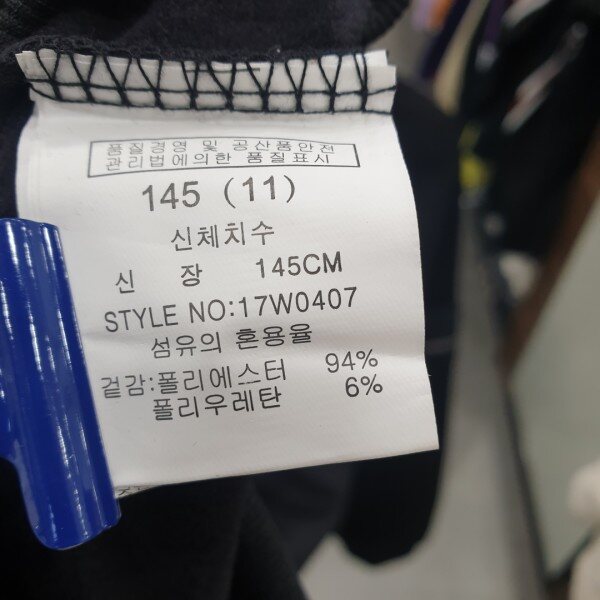 품질경영 및 공산품안전
관리법에의한 품질표시
145 (11)
신체치수
신 장 145CM
STYLE NO:17W0407
섬유의 혼용율
겉감:폴리에스터 94%
폴리우레탄 6%